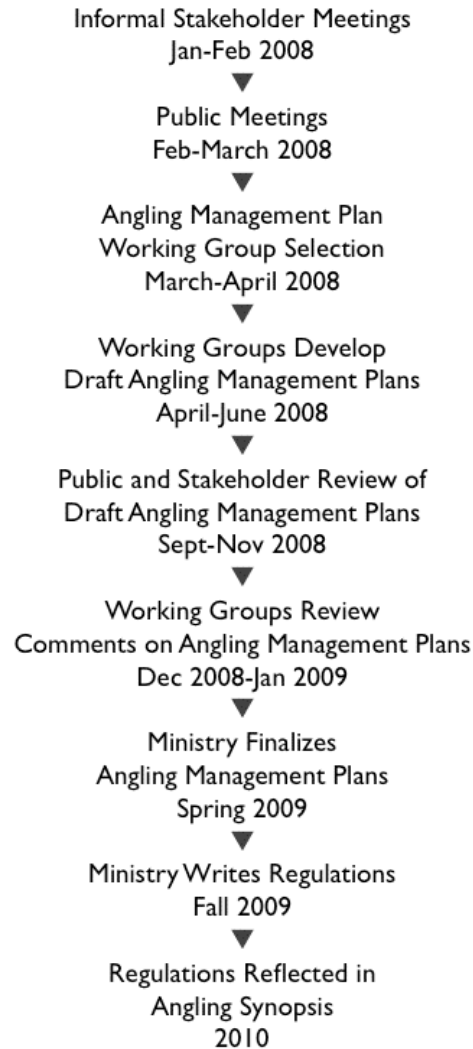 Informal Stakeholder Meetings
Jan-Feb 2008
Public Meetings
Feb-March 2008
Angling Management Plan
Working Group Selection
March-April 2008
Working Groups Develop
Draft Angling Management Plans
April-June 2008
Public and Stakeholder Review of
Draft Angling Management Plans
Sept-Nov 2008
Working Groups Review
Comments on Angling Management Plans
Dec 2008-Jan 2009
Ministry Finalizes
Angling Management Plans
Spring 2009
Ministry Writes Regulations
Fall 2009
Regulations Reflected in
Angling Synopsis
2010